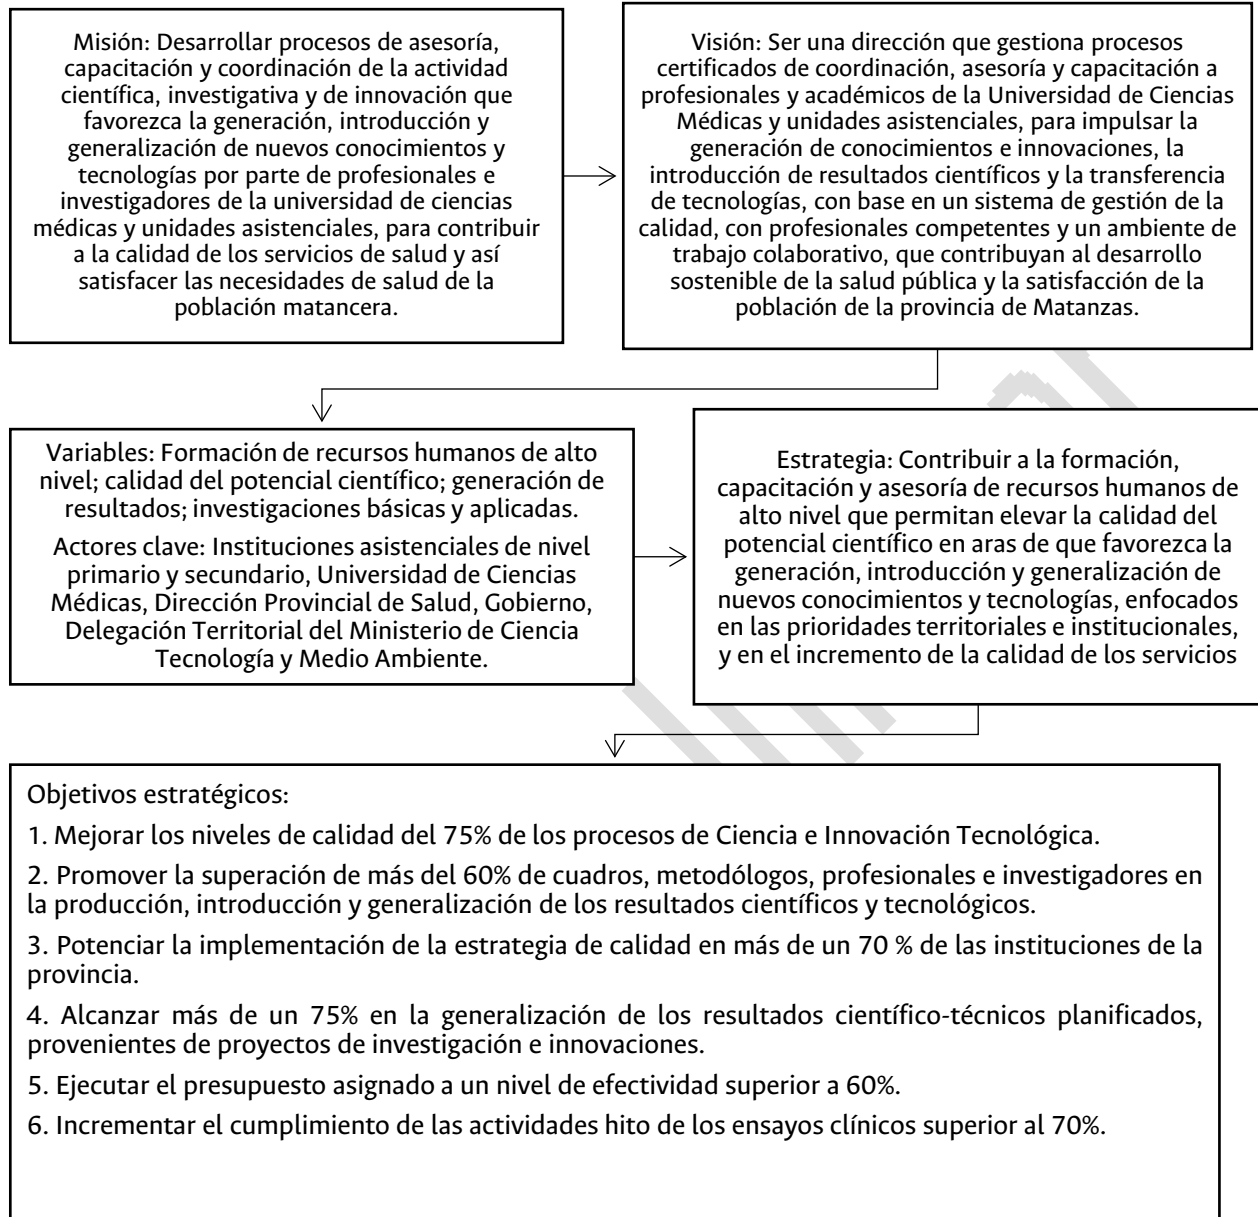 Misión: Desarrollar procesos de asesoría,
capacitación y coordinación de la actividad
científica, investigativa y de innovación que
favorezca la generación, introducción y
generalización de nuevos conocimientos y
tecnologías por parte de profesionales e
investigadores de la universidad de ciencias
médicas y unidades asistenciales, para contribuir
a la calidad de los servicios de salud y así
satisfacer las necesidades de salud de la
población matancera.
Visión: Ser una dirección que gestiona procesos
certificados de coordinación, asesoría y capacitación a
profesionales y académicos de la Universidad de Ciencias
Médicas y unidades asistenciales, para impulsar la
generación de conocimientos e innovaciones, la
introducción de resultados científicos y la transferencia
de tecnologías, con base en un sistema de gestión de la
calidad, con profesionales competentes y un ambiente de
trabajo colaborativo, que contribuyan al desarrollo
sostenible de la salud pública y la satisfacción de la
población de la provincia de Matanzas.
Variables: Formación de recursos humanos de alto
nivel; calidad del potencial científico; generación de
resultados; investigaciones básicas y aplicadas.
Actores clave: Instituciones asistenciales de nivel
primario y secundario, Universidad de Ciencias
Médicas, Dirección Provincial de Salud, Gobierno,
Delegación Territorial del Ministerio de Ciencia
Tecnología y Medio Ambiente.
Estrategia: Contribuir a la formación,
capacitación y asesoría de recursos humanos de
alto nivel que permitan elevar la calidad del
potencial científico en aras de que favorezca la
generación, introducción y generalización de
nuevos conocimientos y tecnologías, enfocados
en las prioridades territoriales e institucionales,
y en el incremento de la calidad de los servicios
Objetivos estratégicos:
1. Mejorar los niveles de calidad del 75% de los procesos de Ciencia e Innovación Tecnológica.
2. Promover la superación de más del 60% de cuadros, metodólogos, profesionales e investigadores en
la producción, introducción y generalización de los resultados científicos y tecnológicos.
3. Potenciar la implementación de la estrategia de calidad en más de un 70 % de las instituciones de la
provincia.
4. Alcanzar más de un 75% en la generalización de los resultados científico-técnicos planificados,
provenientes de proyectos de investigación e innovaciones.
5. Ejecutar el presupuesto asignado a un nivel de efectividad superior a 60%.
6. Incrementar el cumplimiento de las actividades hito de los ensayos clínicos superior al 70%.